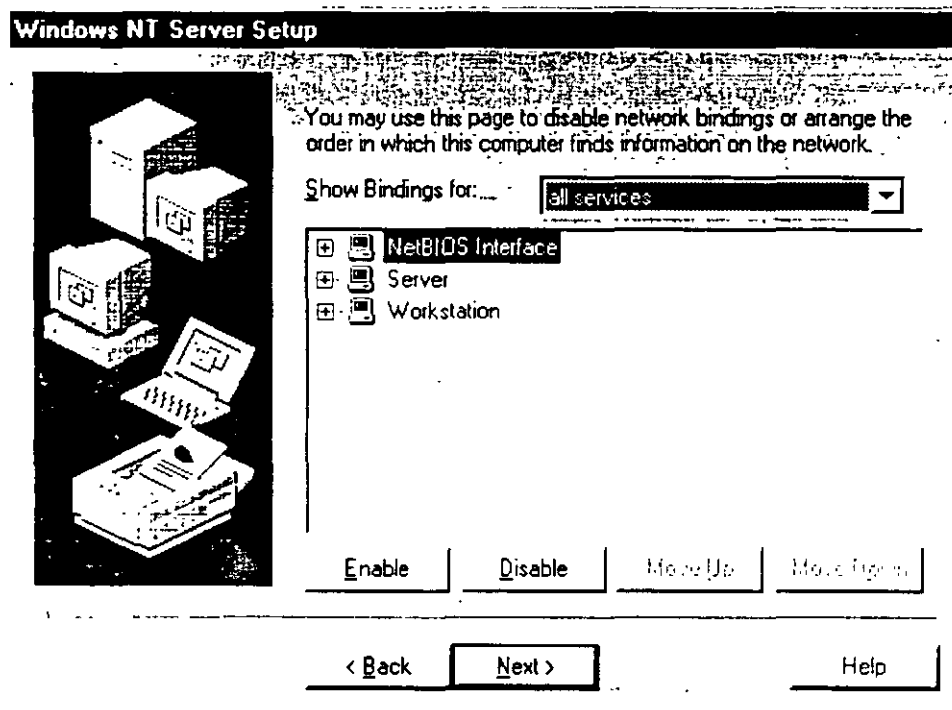 Windows NT Server Setup
You may use this page to disable network bindings or arrange the
order in which this computer finds information on the network.
Show Bindings for:
all services
NetBIOS Interface
Server
Workstation
Enable Disable Move Up Move Down
< Back Next > Help